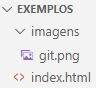 EXEMPLOS
imagens
git.png
<> index.html